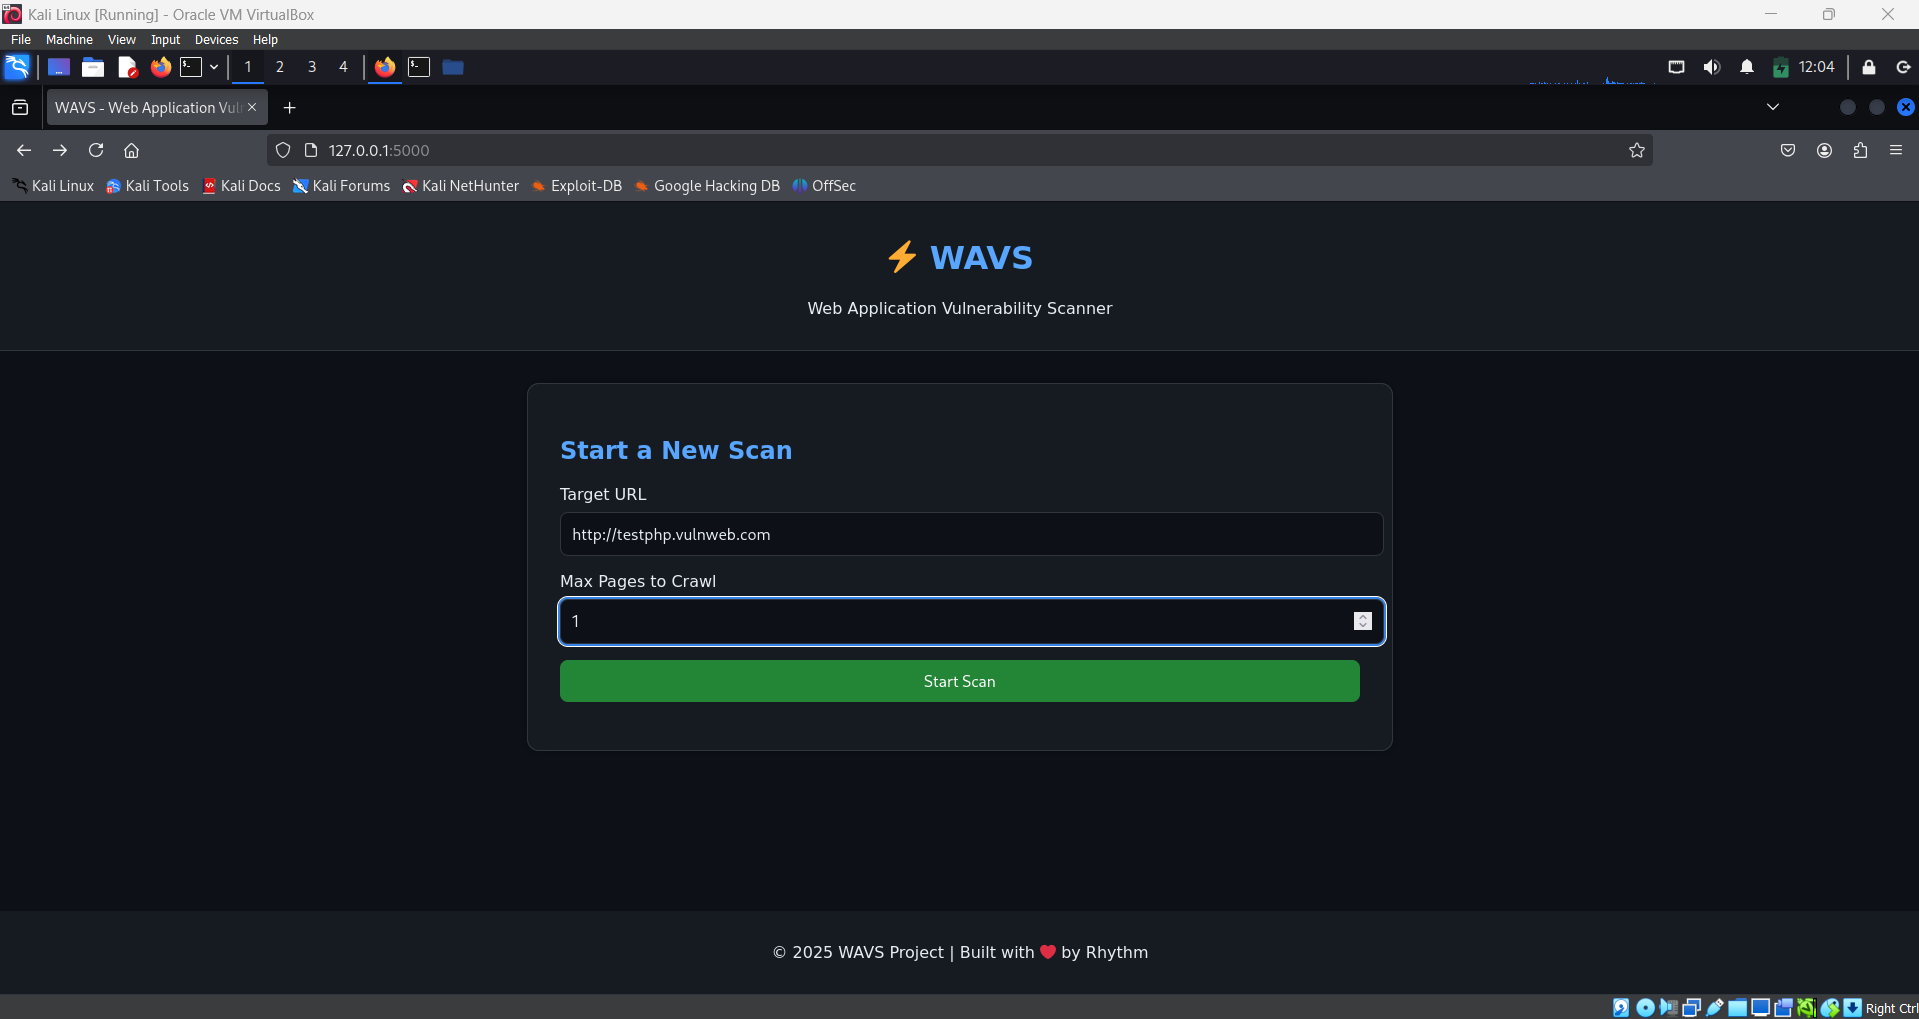 Kali Linux [Running] - Oracle VM VirtualBox
File Machine View Input Devices Help
1 2 3 4 12:04
WAVS - Web Application Vul
127.0.0.1:5000
Kali Linux Kali Tools Kali Docs Kali Forums Kali NetHunter Exploit-DB Google Hacking DB OffSec
⚡ WAVS
Web Application Vulnerability Scanner
Start a New Scan
Target URL
http://testphp.vulnweb.com
Max Pages to Crawl
1
Start Scan
© 2025 WAVS Project | Built with ❤️ by Rhythm
Right Ctrl